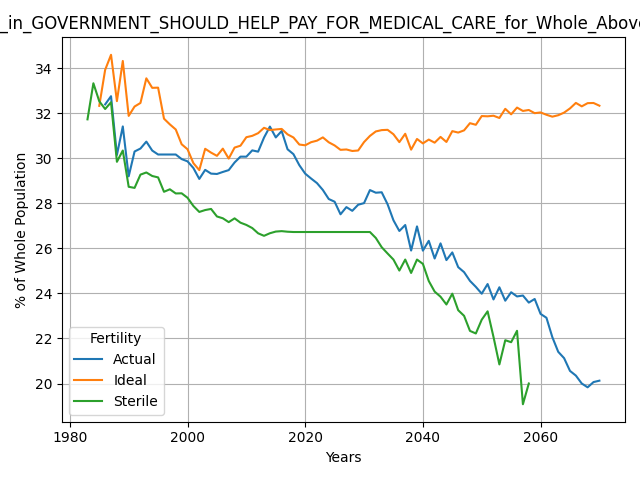 _in_GOVERNMENT_SHOULD_HELP_PAY_FOR_MEDICAL_CARE_for_Whole_Above
% of Whole Population
34
32
30
28
26
24
22
20
Fertility
Actual
Ideal
Sterile
1980 2000 2020 2040 2060
Years